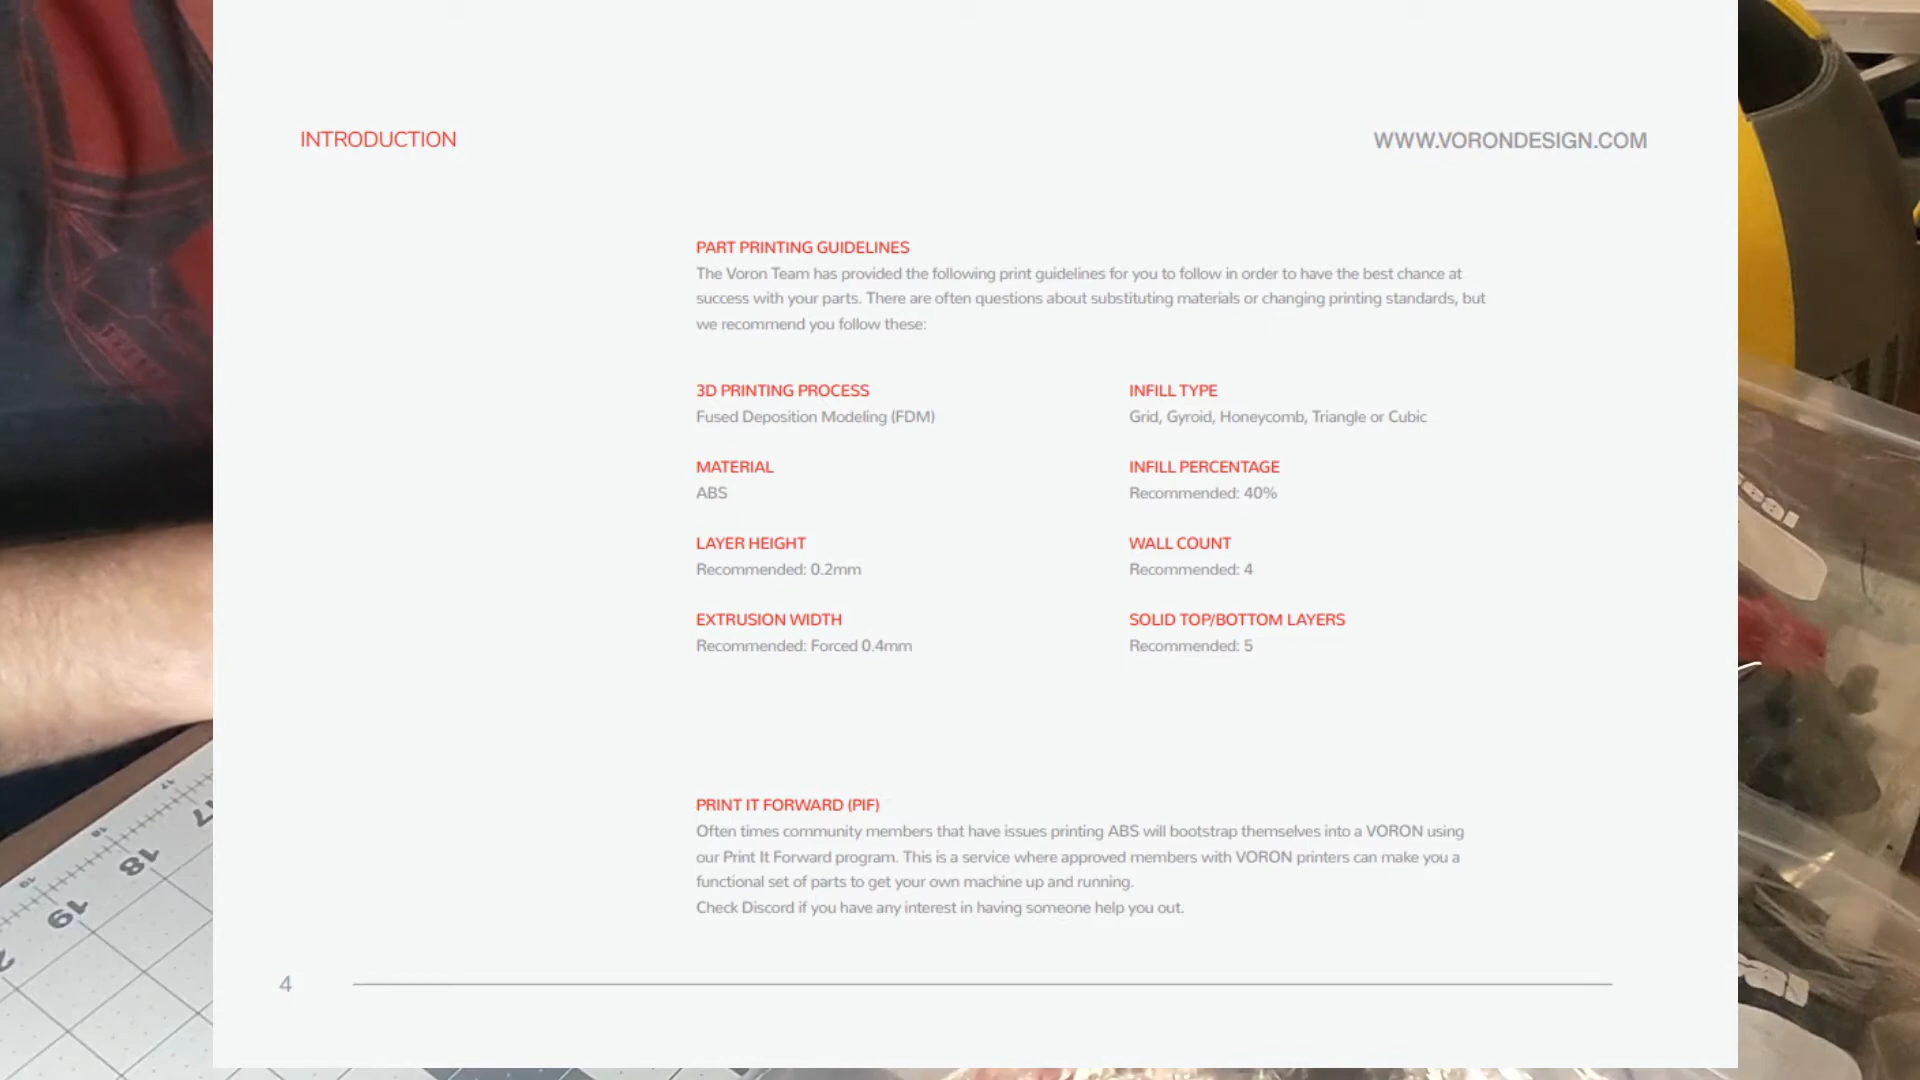 INTRODUCTION
WWW.VORONDESIGN.COM
PART PRINTING GUIDELINES
The Voron Team has provided the following print guidelines for you to follow in order to have the best chance at
success with your parts. There are often questions about substituting materials or changing printing standards, but
we recommend you follow these:
3D PRINTING PROCESS
Fused Deposition Modeling (FDM)
MATERIAL
ABS
LAYER HEIGHT
Recommended: 0.2mm
EXTRUSION WIDTH
Recommended: Forced 0.4mm
INFILL TYPE
Grid, Gyroid, Honeycomb, Triangle or Cubic
INFILL PERCENTAGE
Recommended: 40%
WALL COUNT
Recommended: 4
SOLID TOP/BOTTOM LAYERS
Recommended: 5
PRINT IT FORWARD (PIF)
Often times community members that have issues printing ABS will bootstrap themselves into a VORON using
our Print It Forward program. This is a service where approved members with VORON printers can make you a
functional set of parts to get your own machine up and running.
Check Discord if you have any interest in having someone help you out.
4
17
18
19
17
18
19